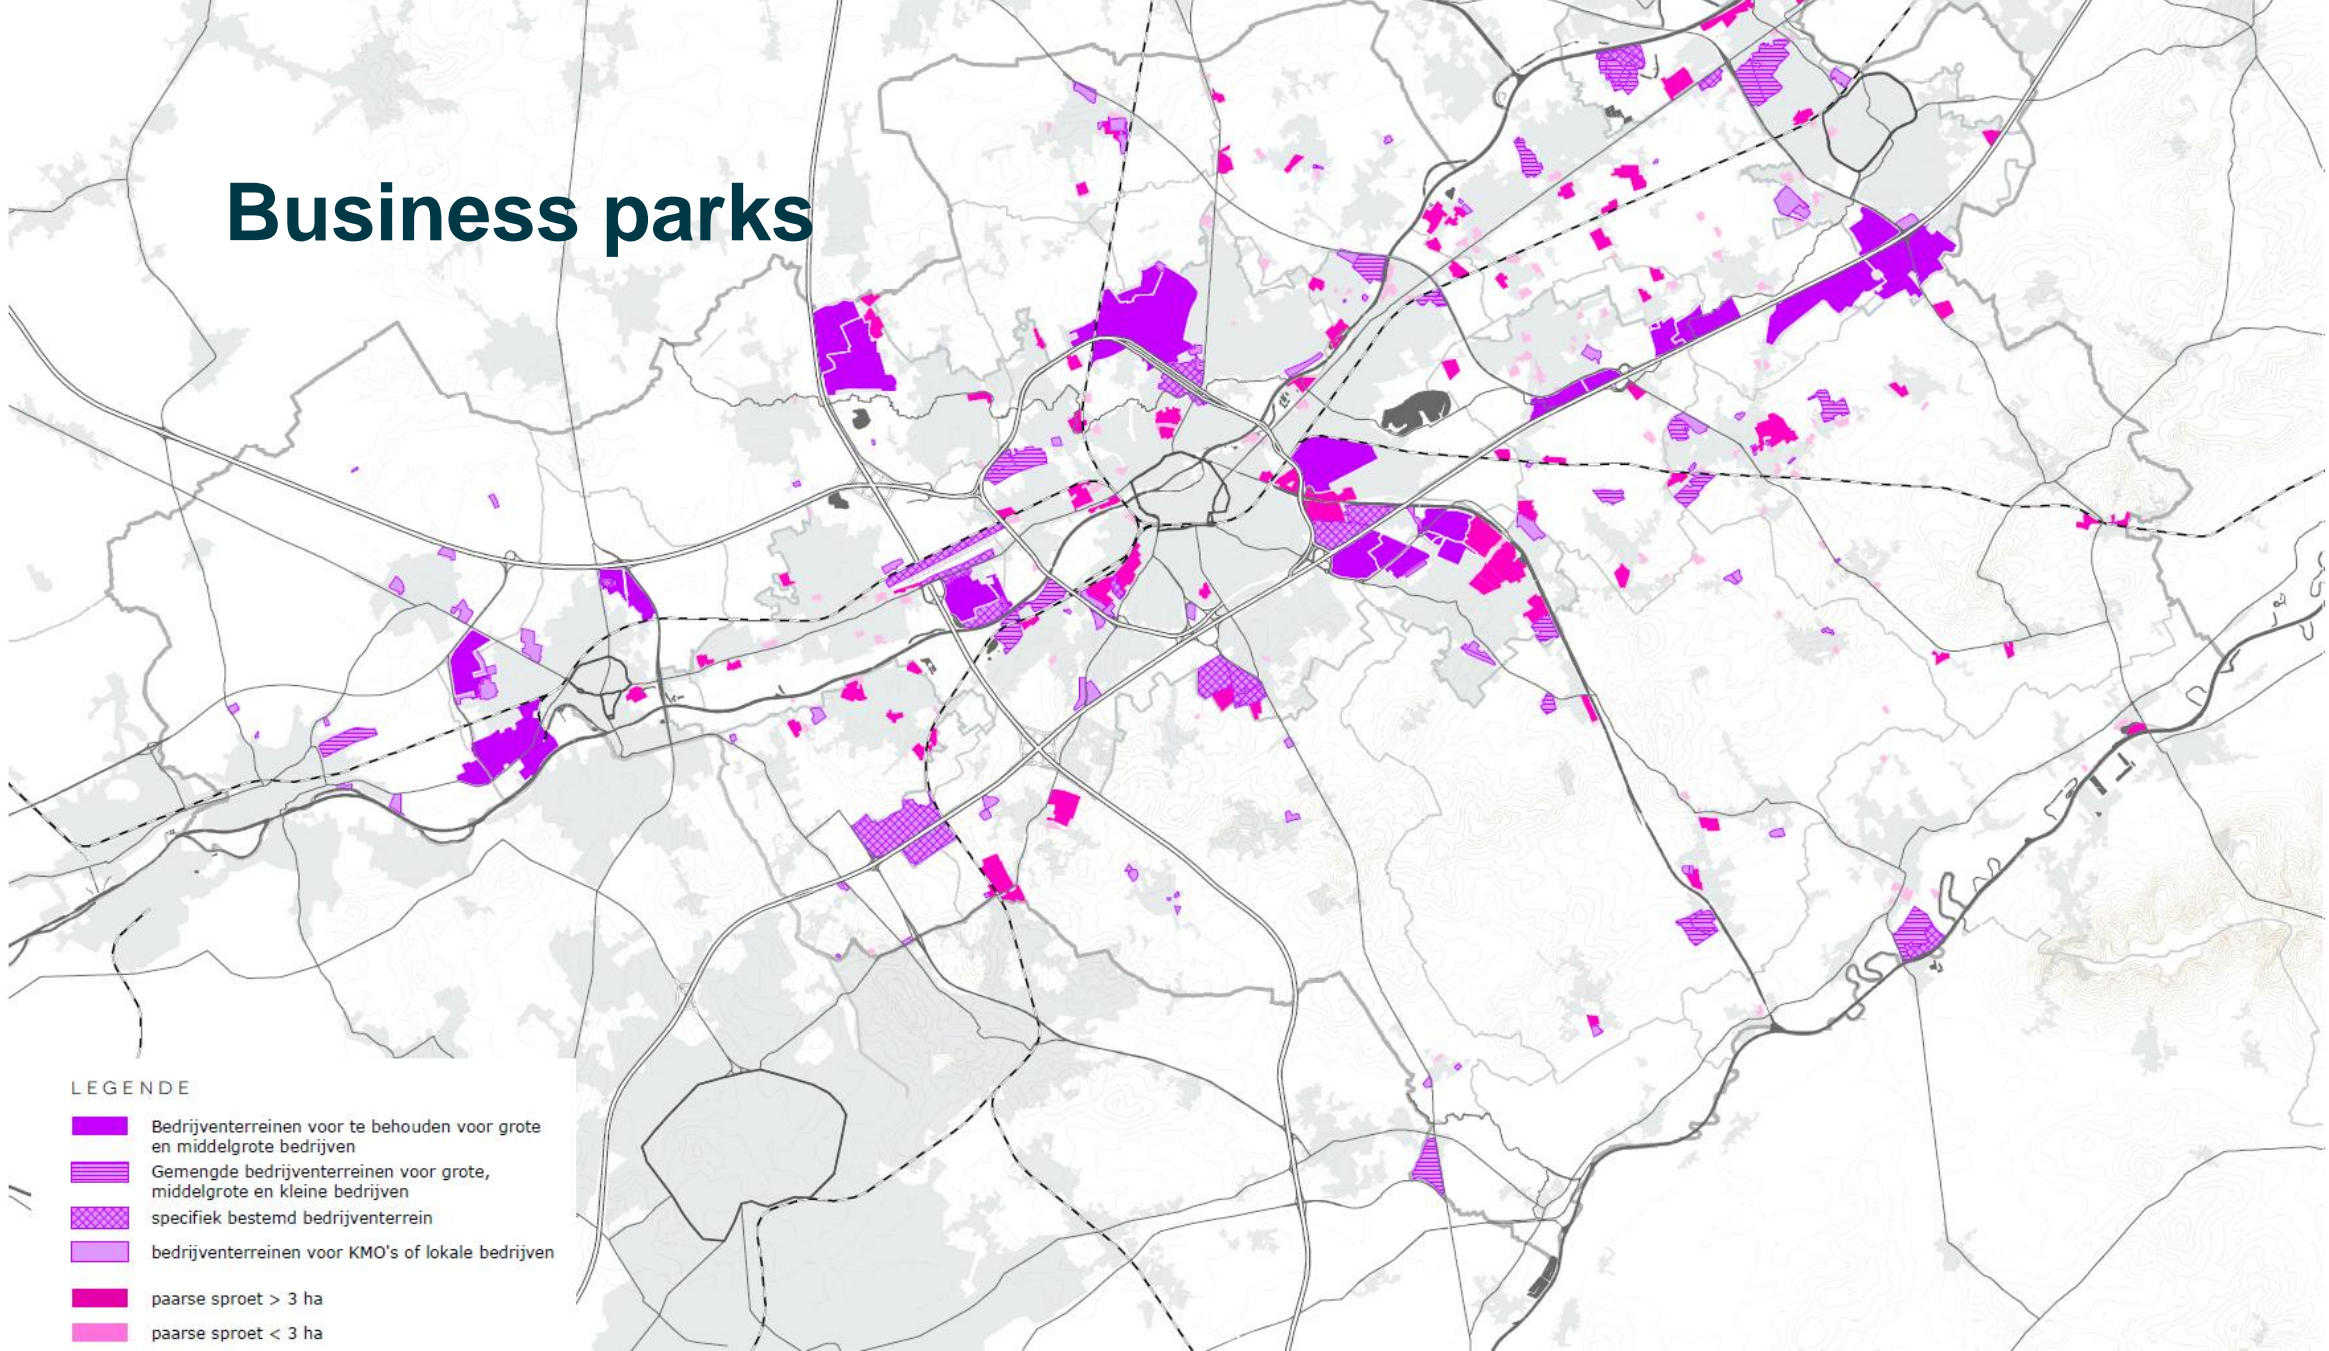 Business parks
LEGENDE
Bedrijventerreinen voor te behouden voor grote
en middelgrote bedrijven
Gemengde bedrijventerreinen voor grote,
middelgrote en kleine bedrijven
specifiek bestemd bedrijventerrein
bedrijventerreinen voor KMO's of lokale bedrijven
paarse sproet > 3 ha
paarse sproet < 3 ha